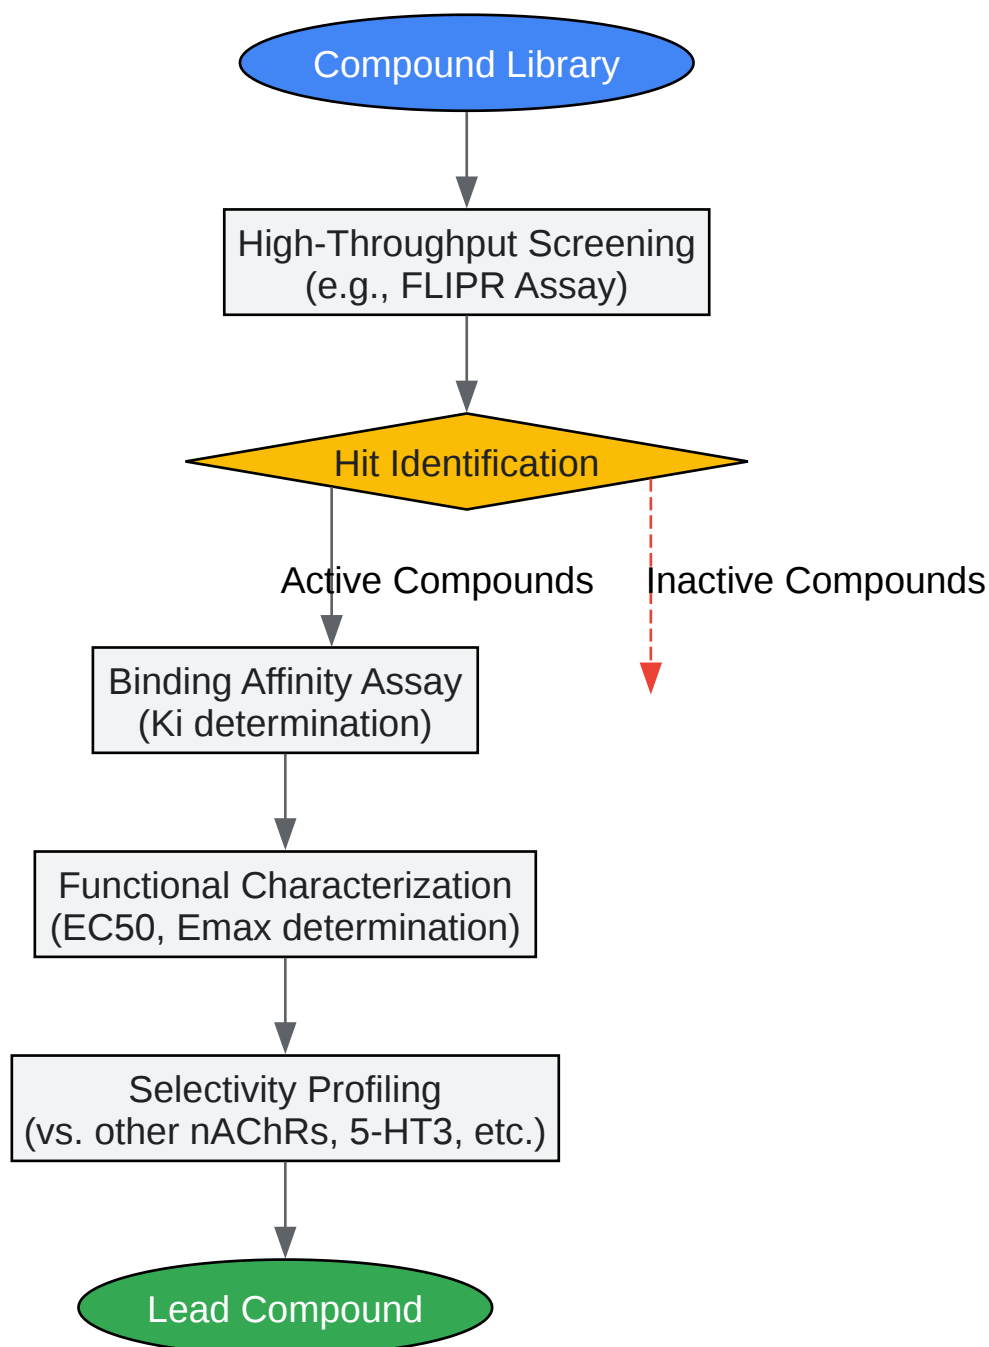 Compound Library
High-Throughput Screening
(e.g., FLIPR Assay)
Hit Identification
Active Compounds
Inactive Compounds
Binding Affinity Assay
(Ki determination)
Functional Characterization
(EC50, Emax determination)
Selectivity Profiling
(vs. other nAChRs, 5-HT3, etc.)
Lead Compound